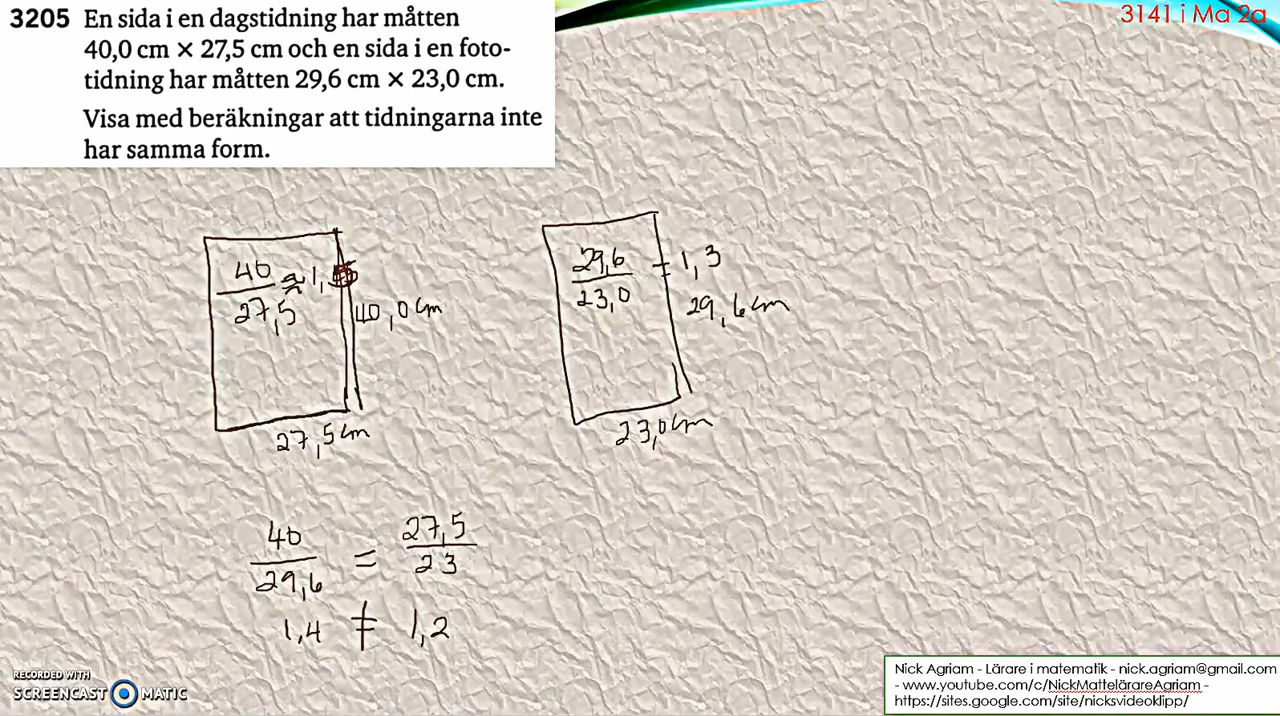 3205 En sida i en dagstidning har måtten
40,0 cm × 27,5 cm och en sida i en foto-
tidning har måtten 29,6 cm × 23,0 cm.
Visa med beräkningar att tidningarna inte
har samma form.
3141 i Ma 2a
40
27,5
≈ 1,
40,0 cm
27,5 cm
29,6
23,0
= 1,3
29,6 cm
23,0 cm
40
29,6
=
27,5
23
1,4 ≠ 1,2
RECORDED WITH
SCREENCAST MATIC
Nick Agriam - Lärare i matematik - nick.agriam@gmail.com
- www.youtube.com/c/NickMattelärareAgriam -
https://sites.google.com/site/nicksvideoklipp/